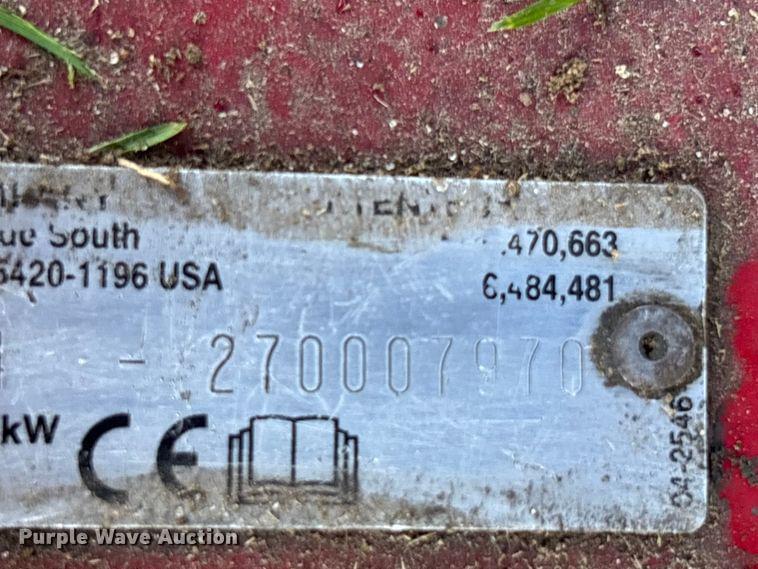 ue South
5420-1196 USA
470,663
6,484,481
- 270007970
kW
CE
04-2546
Purple Wave Auction